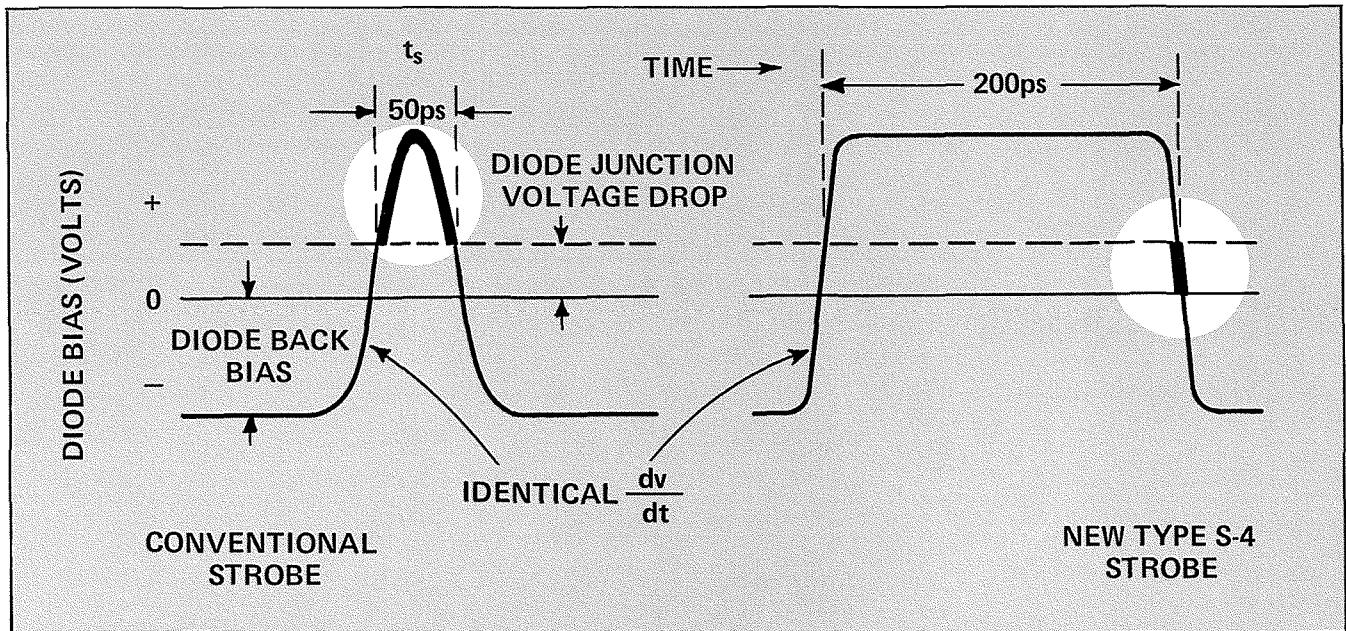 t_s
50ps
TIME
200ps
DIODE BIAS (VOLTS)
+
0
–
DIODE JUNCTION
VOLTAGE DROP
DIODE BACK
BIAS
IDENTICAL dv/dt
CONVENTIONAL
STROBE
NEW TYPE S-4
STROBE